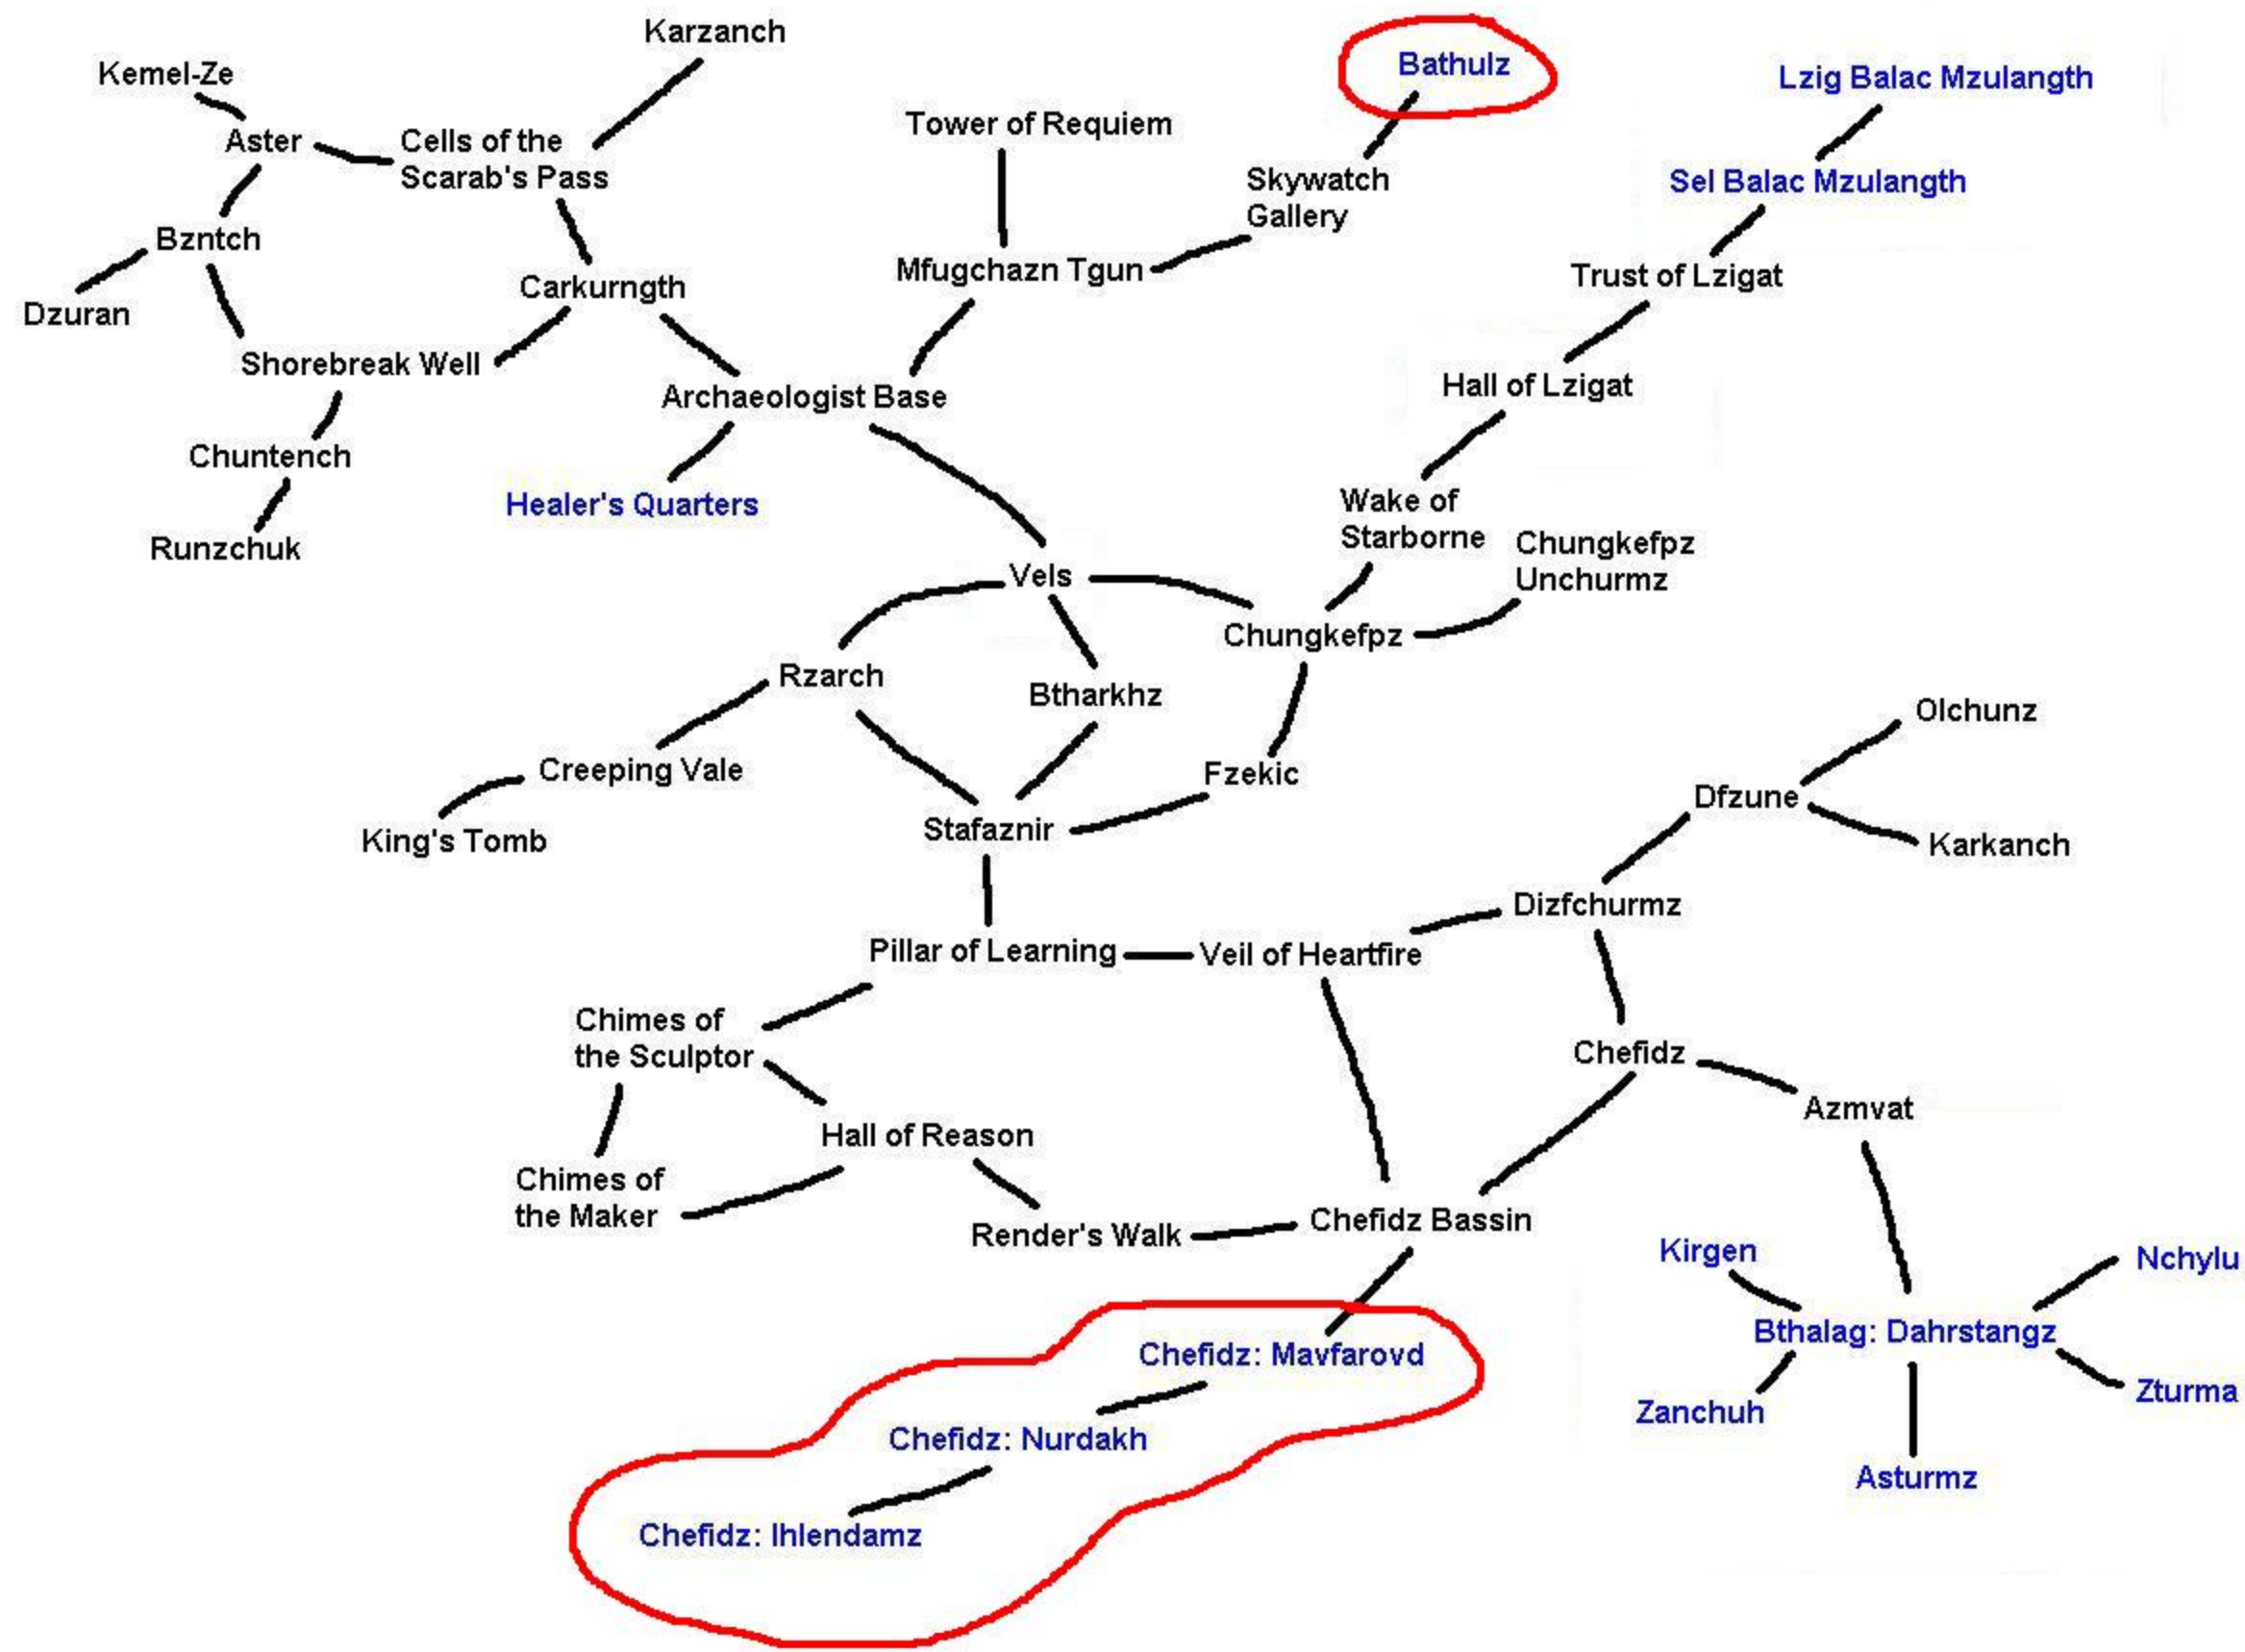 Karzanch
Bathulz
Kemel-Ze
Lzig Balac Mzulangth
Tower of Requiem
Aster
Cells of the
Scarab's Pass
Skywatch
Gallery
Sel Balac Mzulangth
Bzntch
Mfugchazn Tgun
Trust of Lzigat
Carkurngth
Dzuran
Shorebreak Well
Hall of Lzigat
Archaeologist Base
Chuntench
Healer's Quarters
Wake of
Starborne
Runzchuk
Chungkefpz
Unchurmz
Vels
Chungkefpz
Rzarch
Btharkhz
Olchunz
Creeping Vale
Fzekic
Dfzune
King's Tomb
Stafaznir
Karkanch
Dizfchurmz
Pillar of Learning
Veil of Heartfire
Chimes of
the Sculptor
Chefidz
Azmvat
Hall of Reason
Chimes of
the Maker
Render's Walk
Chefidz Bassin
Kirgen
Nchylu
Bthalag: Dahrstangz
Chefidz: Mavfarovd
Zturma
Zanchuh
Chefidz: Nurdakh
Asturmz
Chefidz: Ihlendamz